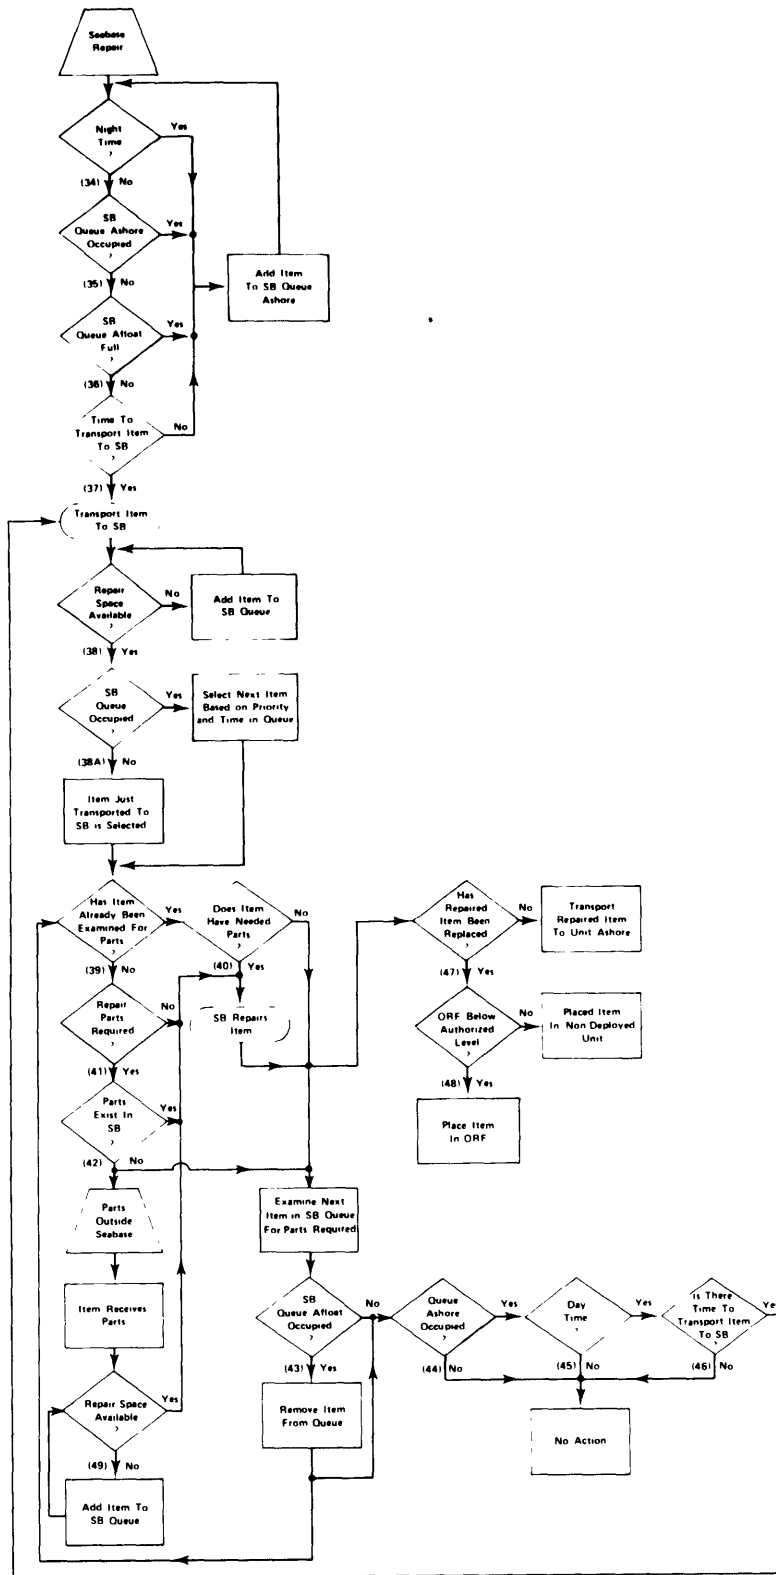 Seabase
Repair
Night
Time
?
Yes
(34) No
SB
Queue Ashore
Occupied
?
Yes
Add Item
To SB Queue
Ashore
(35) No
SB
Queue Afloat
Full
?
Yes
(36) No
Time To
Transport Item
To SB
?
No
(37) Yes
Transport Item
To SB
Repair
Space
Available
?
No
Add Item To
SB Queue
(38) Yes
SB
Queue
Occupied
?
Yes
Select Next Item
Based on Priority
and Time in Queue
(38A) No
Item Just
Transported To
SB is Selected
Has Item
Already Been
Examined For
Parts
?
Yes
Does Item
Have Needed
Parts
?
No
Has
Repaired
Item Been
Replaced
?
No
Transport
Repaired Item
To Unit Ashore
(39) No
(40) Yes
(47) Yes
Repair
Parts
Required
?
No
SB Repairs
Item
ORF Below
Authorized
Level
?
No
Placed Item
In Non Deployed
Unit
(41) Yes
(48) Yes
Parts
Exist In
SB
?
Yes
Place Item
In ORF
(42) No
Parts
Outside
Seabase
Examine Next
Item in SB Queue
For Parts Required
Item Receives
Parts
SB
Queue Afloat
Occupied
?
No
Queue
Ashore
Occupied
?
Yes
Day
Time
?
Yes
Is There
Time To
Transport Item
To SB
?
Yes
(43) Yes
(44) No
(45) No
(46) No
Repair Space
Available
?
Yes
Remove Item
From Queue
No Action
(49) No
Add Item To
SB Queue